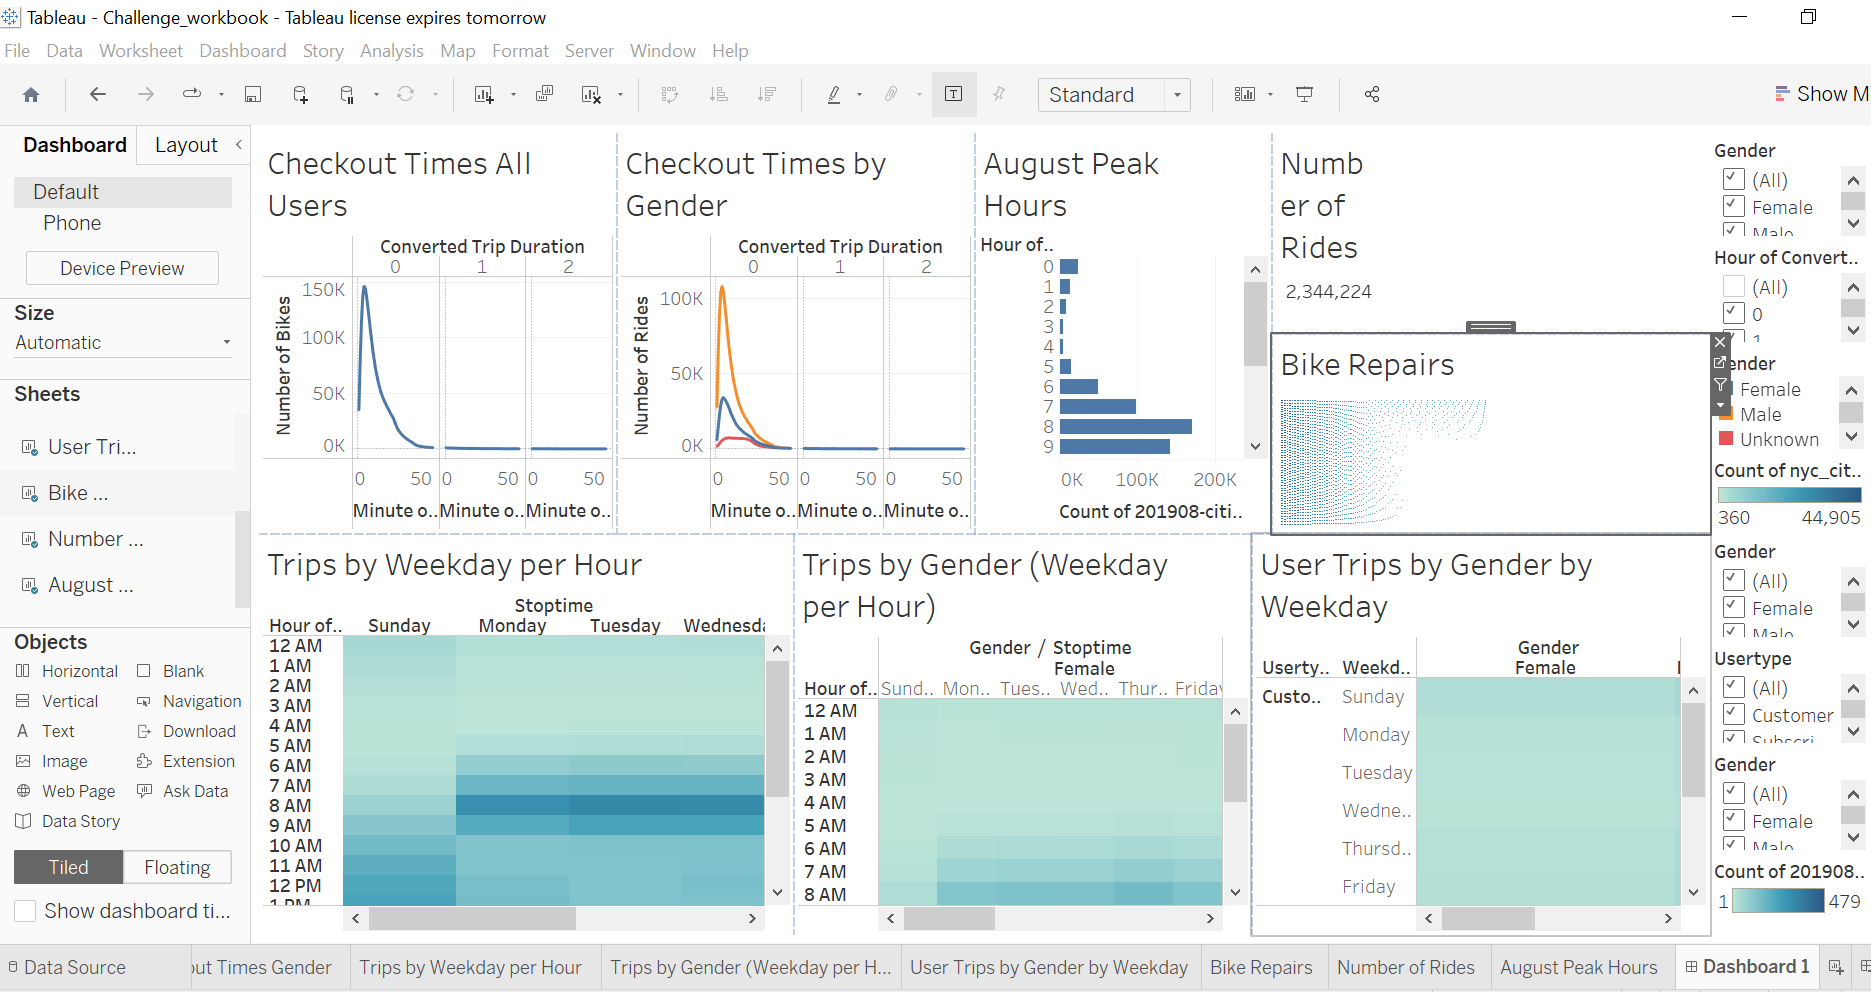 Tableau - Challenge_workbook - Tableau license expires tomorrow
File Data Worksheet Dashboard Story Analysis Map Format Server Window Help
Standard
Show M
Dashboard Layout
Default
Phone
Device Preview
Size
Automatic
Sheets
User Tri...
Bike ...
Number ...
August ...
Objects
Horizontal Blank
Vertical Navigation
Text Download
Image Extension
Web Page Ask Data
Data Story
Tiled Floating
Show dashboard ti...
Checkout Times All
Users
Converted Trip Duration
0 1 2
Number of Bikes
150K
100K
50K
0K
0 50 0 50 0 50
Minute o.. Minute o.. Minute o..
Checkout Times by
Gender
Converted Trip Duration
0 1 2
Number of Rides
100K
50K
0K
0 50 0 50 0 50
Minute o.. Minute o.. Minute o..
August Peak
Hours
Hour of..
0
1
2
3
4
5
6
7
8
9
0K 100K 200K
Count of 201908-citi..
Numb
er of
Rides
2,344,224
Bike Repairs
Trips by Weekday per Hour
Stoptime
Hour of.. Sunday Monday Tuesday Wednesda
12 AM
1 AM
2 AM
3 AM
4 AM
5 AM
6 AM
7 AM
8 AM
9 AM
10 AM
11 AM
12 PM
1 PM
Trips by Gender (Weekday
per Hour)
Gender / Stoptime
Female
Hour of.. Sund.. Mon.. Tues.. Wed.. Thur.. Friday
12 AM
1 AM
2 AM
3 AM
4 AM
5 AM
6 AM
7 AM
8 AM
User Trips by Gender by
Weekday
Gender
Female
Userty.. Weekd..
Custo.. Sunday
Monday
Tuesday
Wedne..
Thursd..
Friday
Gender
(All)
Female
Male
Hour of Convert..
(All)
0
1
Gender
Female
Male
Unknown
Count of nyc_cit..
360 44,905
Gender
(All)
Female
Male
Usertype
(All)
Customer
Subscri
Gender
(All)
Female
Male
Count of 201908..
1 479
Data Source out Times Gender Trips by Weekday per Hour Trips by Gender (Weekday per H... User Trips by Gender by Weekday Bike Repairs Number of Rides August Peak Hours Dashboard 1